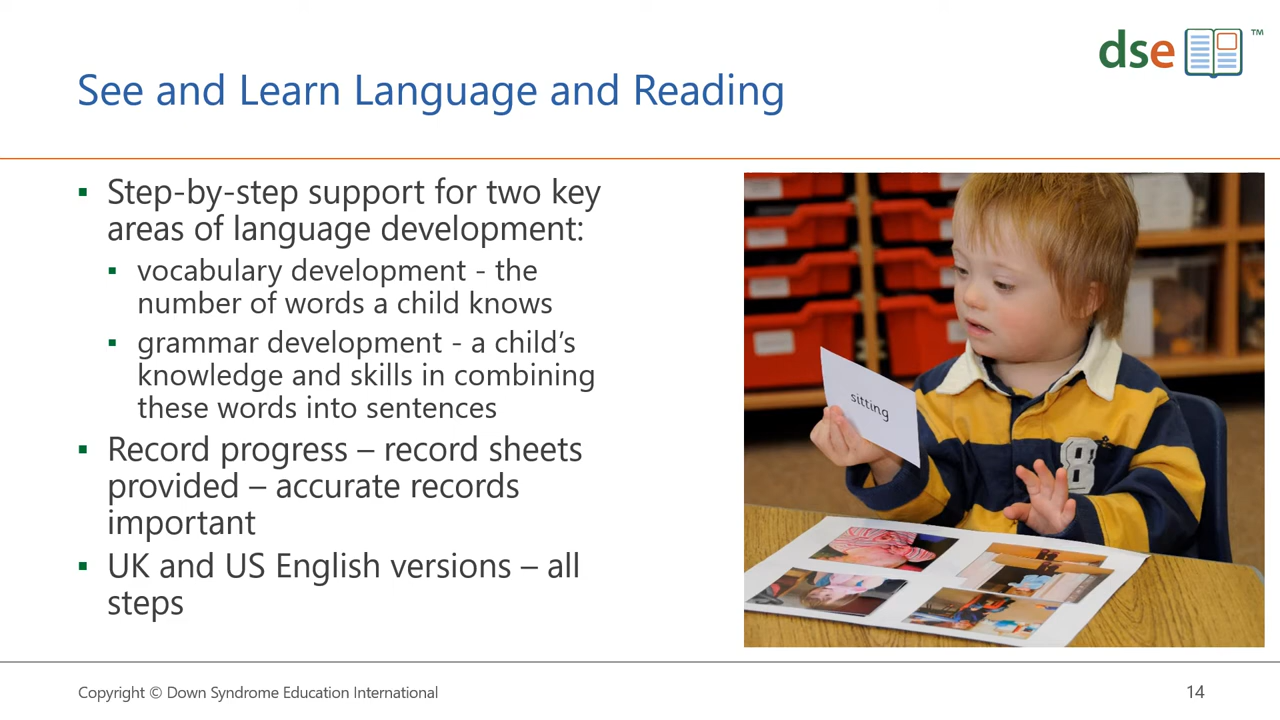 dse ™
See and Learn Language and Reading
▪ Step-by-step support for two key
areas of language development:
▪ vocabulary development - the
number of words a child knows
▪ grammar development - a child’s
knowledge and skills in combining
these words into sentences
▪ Record progress – record sheets
provided – accurate records
important
▪ UK and US English versions – all
steps
sitting
8
Copyright © Down Syndrome Education International
14